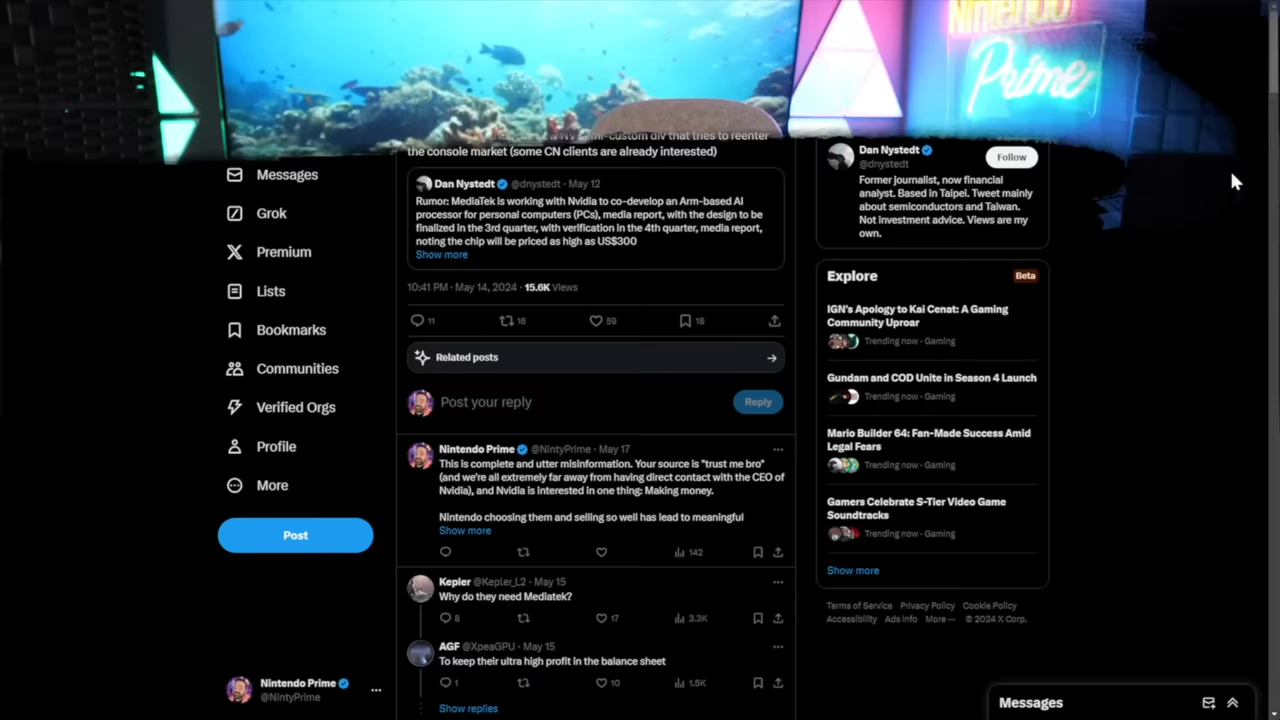 Nintendo
Prime
semi-custom div that tries to reenter
the console market (some CN clients are already interested)
Dan Nystedt @dnystedt · May 12
Rumor: MediaTek is working with Nvidia to co-develop an Arm-based AI
processor for personal computers (PCs), media report, with the design to be
finalized in the 3rd quarter, with verification in the 4th quarter, media report,
noting the chip will be priced as high as US$300
Show more
10:41 PM · May 14, 2024 · 15.6K Views
11 16 59 18
Related posts
Post your reply
Reply
Nintendo Prime @NintyPrime · May 17
This is complete and utter misinformation. Your source is "trust me bro"
(and we're all extremely far away from having direct contact with the CEO of
Nvidia), and Nvidia is interested in one thing: Making money.
Nintendo choosing them and selling so well has lead to meaningful
Show more
142
Kepler @Kepler_L2 · May 15
Why do they need Mediatek?
8 17 3.3K
AGF @XpeaGPU · May 15
To keep their ultra high profit in the balance sheet
1 10 1.5K
Show replies
Messages
Grok
Premium
Lists
Bookmarks
Communities
Verified Orgs
Profile
More
Post
Nintendo Prime
@NintyPrime
Dan Nystedt
@dnystedt
Follow
Former journalist, now financial
analyst. Based in Taipei. Tweet mainly
about semiconductors and Taiwan.
Not investment advice. Views are my
own.
Explore
Beta
IGN's Apology to Kai Cenat: A Gaming
Community Uproar
Trending now · Gaming
Gundam and COD Unite in Season 4 Launch
Trending now · Gaming
Mario Builder 64: Fan-Made Success Amid
Legal Fears
Trending now · Gaming
Gamers Celebrate S-Tier Video Game
Soundtracks
Trending now · Gaming
Show more
Terms of Service Privacy Policy Cookie Policy
Accessibility Ads info More ··· © 2024 X Corp.
Messages